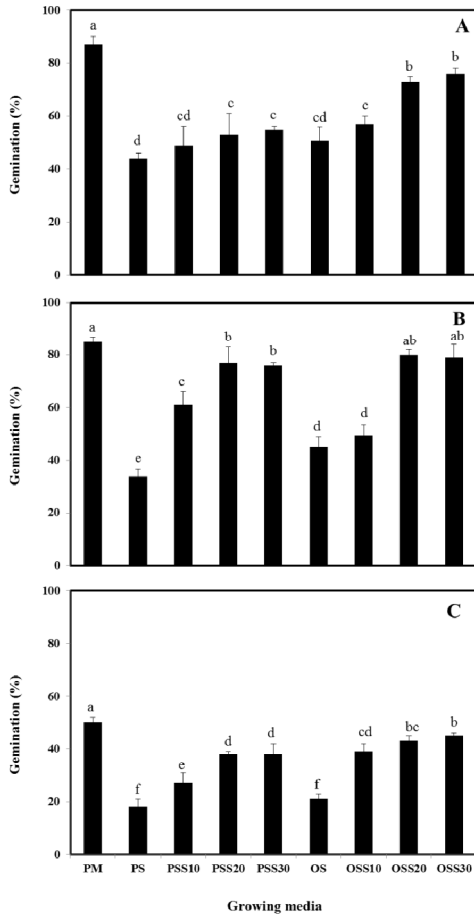 100
80
60
40
20
0
Gemination (%)
A
a
d
cd
c
c
cd
c
b
b
100
80
60
40
20
0
Gemination (%)
B
a
e
c
b
b
d
d
ab
ab
100
80
60
40
20
0
Gemination (%)
C
a
f
e
d
d
f
cd
bc
b
PM PS PSS10 PSS20 PSS30 OS OSS10 OSS20 OSS30
Growing media